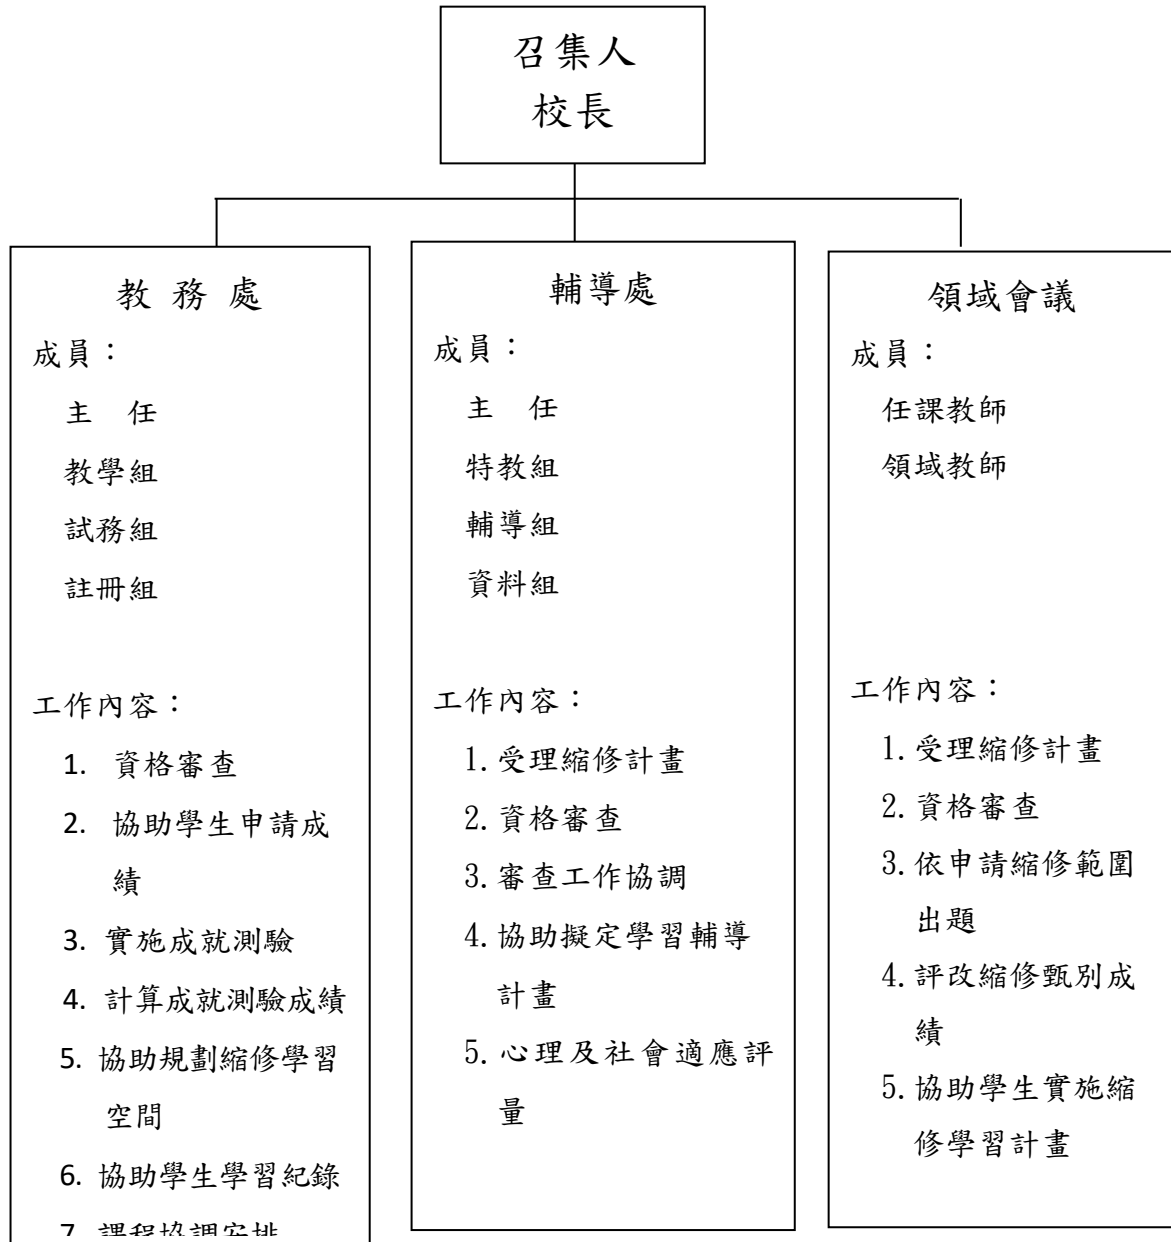 召集人
校長
教 務 處
成員：
主　任
教學組
試務組
註冊組
工作內容：
1. 資格審查
2. 協助學生申請成
績
3. 實施成就測驗
4. 計算成就測驗成績
5. 協助規劃縮修學習
空間
6. 協助學生學習紀錄
7. 課程協調安排
輔導處
成員：
主　任
特教組
輔導組
資料組
工作內容：
1.受理縮修計畫
2.資格審查
3.審查工作協調
4.協助擬定學習輔導
計畫
5.心理及社會適應評
量
領域會議
成員：
任課教師
領域教師
工作內容：
1.受理縮修計畫
2.資格審查
3.依申請縮修範圍
出題
4.評改縮修甄別成
績
5.協助學生實施縮
修學習計畫